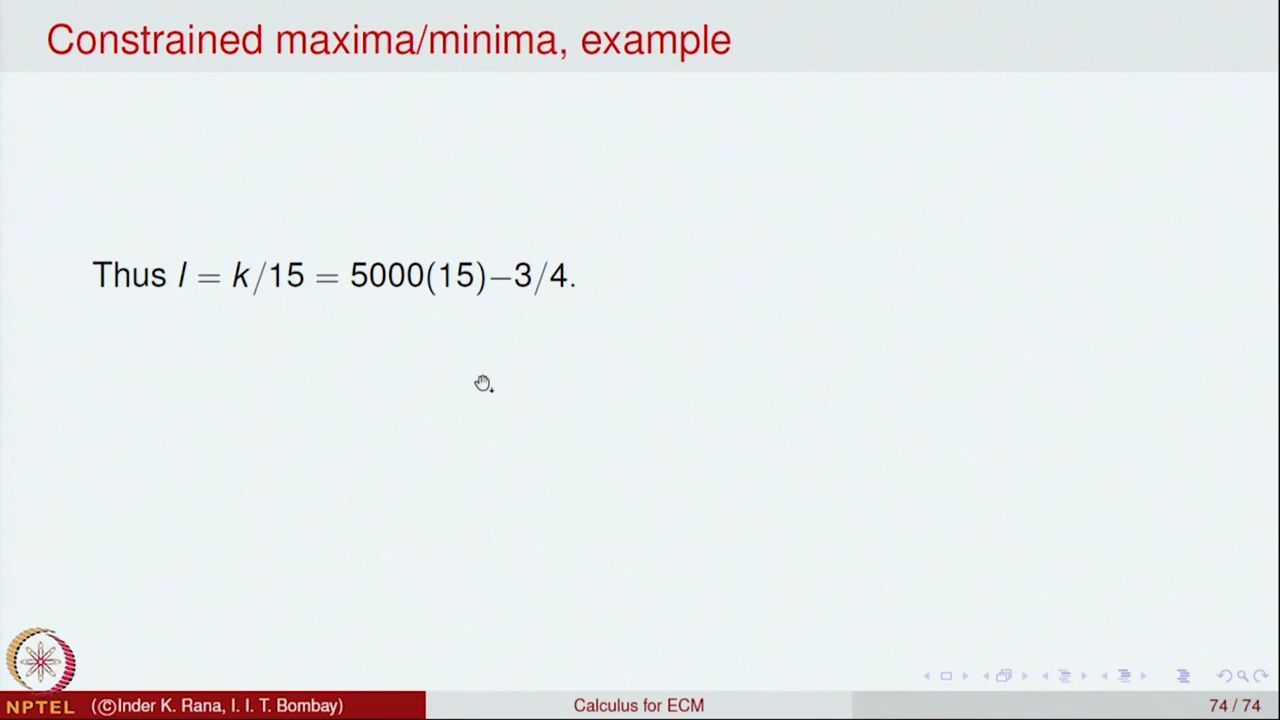 Constrained maxima/minima, example
Thus l = k/15 = 5000(15)−3/4.
NPTEL
(©Inder K. Rana, I. I. T. Bombay)
Calculus for ECM
74 / 74